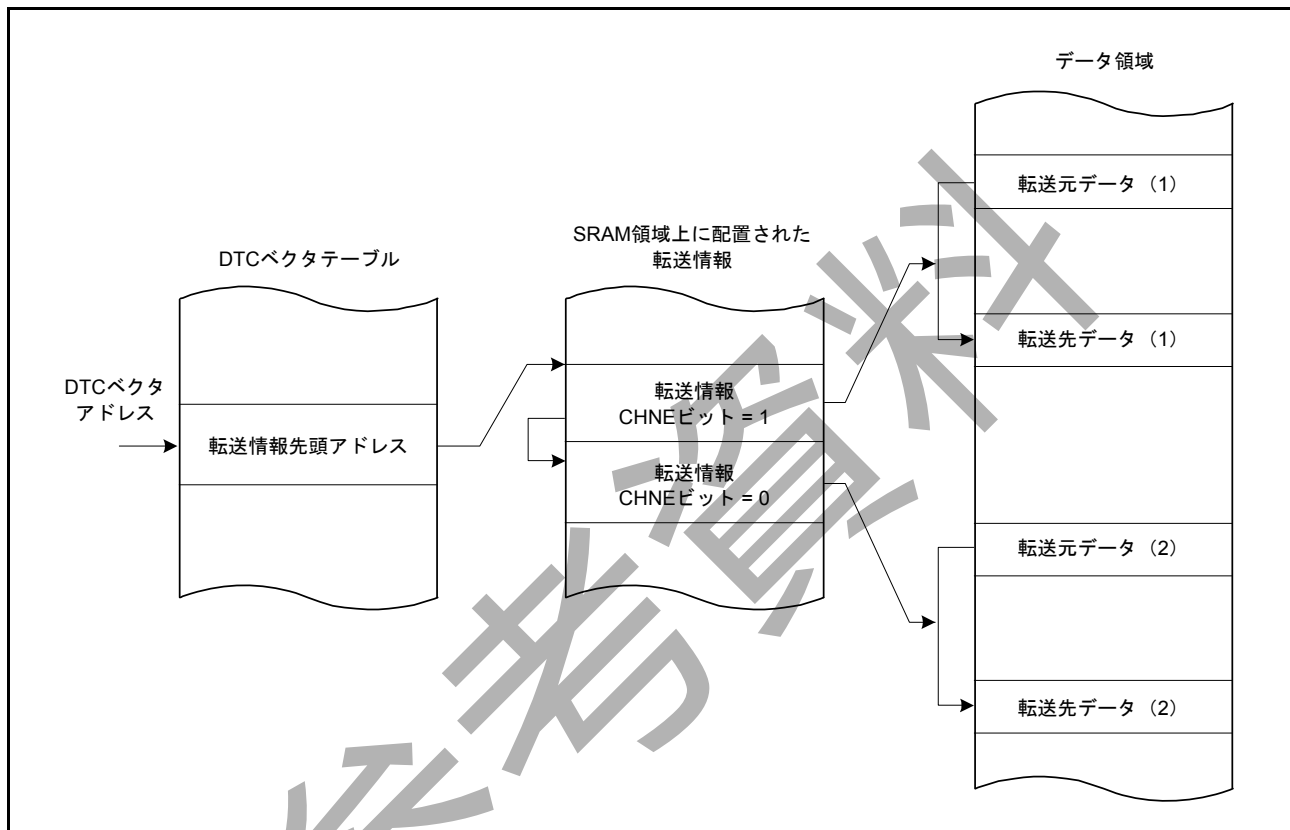 データ領域
転送元データ（1）
SRAM領域上に配置された
転送情報
DTCベクタテーブル
転送先データ（1）
DTCベクタ
アドレス
転送情報
CHNEビット = 1
転送情報先頭アドレス
転送情報
CHNEビット = 0
転送元データ（2）
転送先データ（2）
参考資料